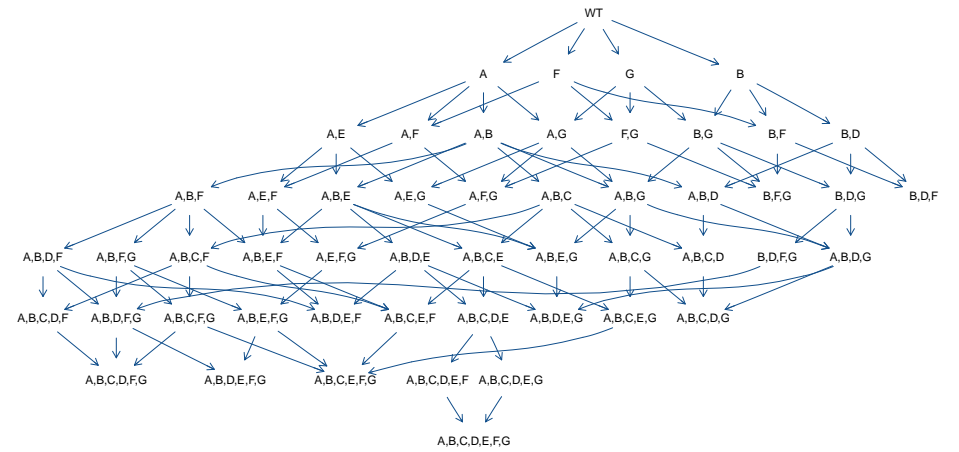 WT
A F G B
A,E A,F A,B A,G F,G B,G B,F B,D
A,B,F A,E,F A,B,E A,E,G A,F,G A,B,C A,B,G A,B,D B,F,G B,D,G B,D,F
A,B,D,F A,B,F,G A,B,C,F A,B,E,F A,E,F,G A,B,D,E A,B,C,E A,B,E,G A,B,C,G A,B,C,D B,D,F,G A,B,D,G
A,B,C,D,F A,B,D,F,G A,B,C,F,G A,B,E,F,G A,B,D,E,F A,B,C,E,F A,B,C,D,E A,B,D,E,G A,B,C,E,G A,B,C,D,G
A,B,C,D,F,G A,B,D,E,F,G A,B,C,E,F,G A,B,C,D,E,F A,B,C,D,E,G
A,B,C,D,E,F,G